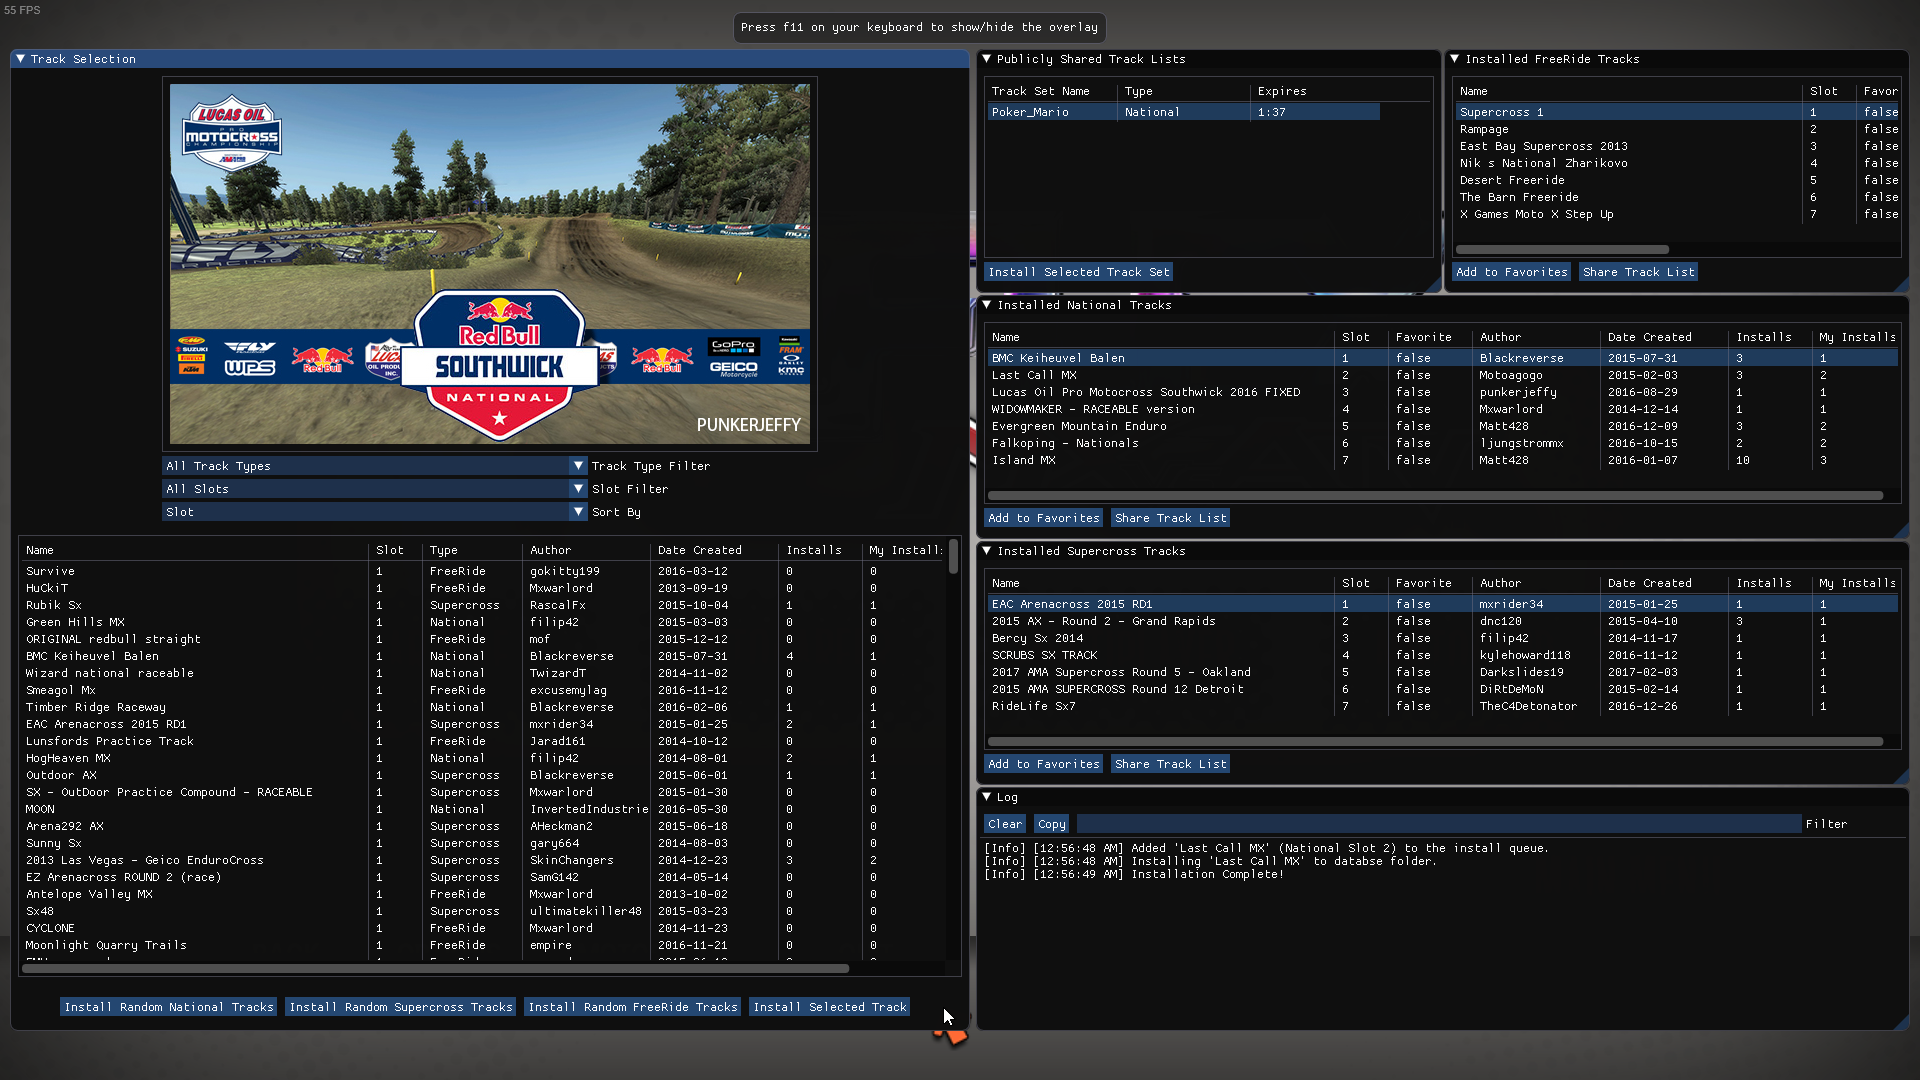 55 FPS
Press f11 on your keyboard to show/hide the overlay
Track Selection
LUCAS OIL
PRO
MOTOCROSS
CHAMPIONSHIP
RedBull
SOUTHWICK
NATIONAL
SUZUKI
KTM
FLY
WPS
Red Bull
Red Bull
GoPro
GEICO
Motorcycle
FRAM
KMC
PUNKERJEFFY
All Track Types Track Type Filter
All Slots Slot Filter
Slot Sort By
Name Slot Type Author Date Created Installs My Install
Survive 1 FreeRide gokitty199 2016-03-12 0 0
HuCkiT 1 FreeRide Mxwarlord 2013-09-19 0 0
Rubik Sx 1 Supercross RascalFx 2015-10-04 1 1
Green Hills MX 1 National filip42 2015-03-03 0 0
ORIGINAL redbull straight 1 FreeRide mof 2015-12-12 0 0
BMC Keiheuvel Balen 1 National Blackreverse 2015-07-31 4 1
Wizard national raceable 1 National TwizardT 2014-11-02 0 0
Smeagol Mx 1 FreeRide excusemylag 2016-11-12 0 0
Timber Ridge Raceway 1 National Blackreverse 2016-02-06 1 1
EAC Arenacross 2015 RD1 1 Supercross mxrider34 2015-01-25 2 1
Lunsfords Practice Track 1 FreeRide Jarad161 2014-10-12 0 0
HogHeaven MX 1 National filip42 2014-08-01 2 1
Outdoor AX 1 Supercross Blackreverse 2015-06-01 1 1
SX - OutDoor Practice Compound - RACEABLE 1 Supercross Mxwarlord 2015-01-30 0 0
MOON 1 National InvertedIndustrie 2016-05-30 0 0
Arena292 AX 1 Supercross AHeckman2 2015-06-18 0 0
Sunny Sx 1 Supercross gary664 2014-08-03 0 0
2013 Las Vegas - Geico EnduroCross 1 Supercross SkinChangers 2014-12-23 3 2
EZ Arenacross ROUND 2 (race) 1 Supercross SamG142 2014-05-14 0 0
Antelope Valley MX 1 FreeRide Mxwarlord 2013-10-02 0 0
Sx48 1 Supercross ultimatekiller48 2015-03-23 0 0
CYCLONE 1 FreeRide Mxwarlord 2014-11-23 0 0
Moonlight Quarry Trails 1 FreeRide empire 2016-11-21 0 0
Install Random National Tracks Install Random Supercross Tracks Install Random FreeRide Tracks Install Selected Track
Publicly Shared Track Lists
Track Set Name Type Expires
Poker_Mario National 1:37
Install Selected Track Set
Installed FreeRide Tracks
Name Slot Favor
Supercross 1 1 false
Rampage 2 false
East Bay Supercross 2013 3 false
Nik s National Zharikovo 4 false
Desert Freeride 5 false
The Barn Freeride 6 false
X Games Moto X Step Up 7 false
Add to Favorites Share Track List
Installed National Tracks
Name Slot Favorite Author Date Created Installs My Installs
BMC Keiheuvel Balen 1 false Blackreverse 2015-07-31 3 1
Last Call MX 2 false Motoagogo 2015-02-03 3 2
Lucas Oil Pro Motocross Southwick 2016 FIXED 3 false punkerjeffy 2016-08-29 1 1
WIDOWMAKER - RACEABLE version 4 false Mxwarlord 2014-12-14 1 1
Evergreen Mountain Enduro 5 false Matt428 2016-12-09 3 2
Falkoping - Nationals 6 false ljungstrommx 2016-10-15 2 2
Island MX 7 false Matt428 2016-01-07 10 3
Add to Favorites Share Track List
Installed Supercross Tracks
Name Slot Favorite Author Date Created Installs My Installs
EAC Arenacross 2015 RD1 1 false mxrider34 2015-01-25 1 1
2015 AX - Round 2 - Grand Rapids 2 false dnc120 2015-04-10 3 1
Bercy Sx 2014 3 false filip42 2014-11-17 1 1
SCRUBS SX TRACK 4 false kylehoward118 2016-11-12 1 1
2017 AMA Supercross Round 5 - Oakland 5 false Darkslides19 2017-02-03 1 1
2015 AMA SUPERCROSS Round 12 Detroit 6 false DiRtDeMoN 2015-02-14 1 1
RideLife Sx7 7 false TheC4Detonator 2016-12-26 1 1
Add to Favorites Share Track List
Log
Clear Copy Filter
[Info] [12:56:48 AM] Added 'Last Call MX' (National Slot 2) to the install queue.
[Info] [12:56:48 AM] Installing 'Last Call MX' to databse folder.
[Info] [12:56:49 AM] Installation Complete!